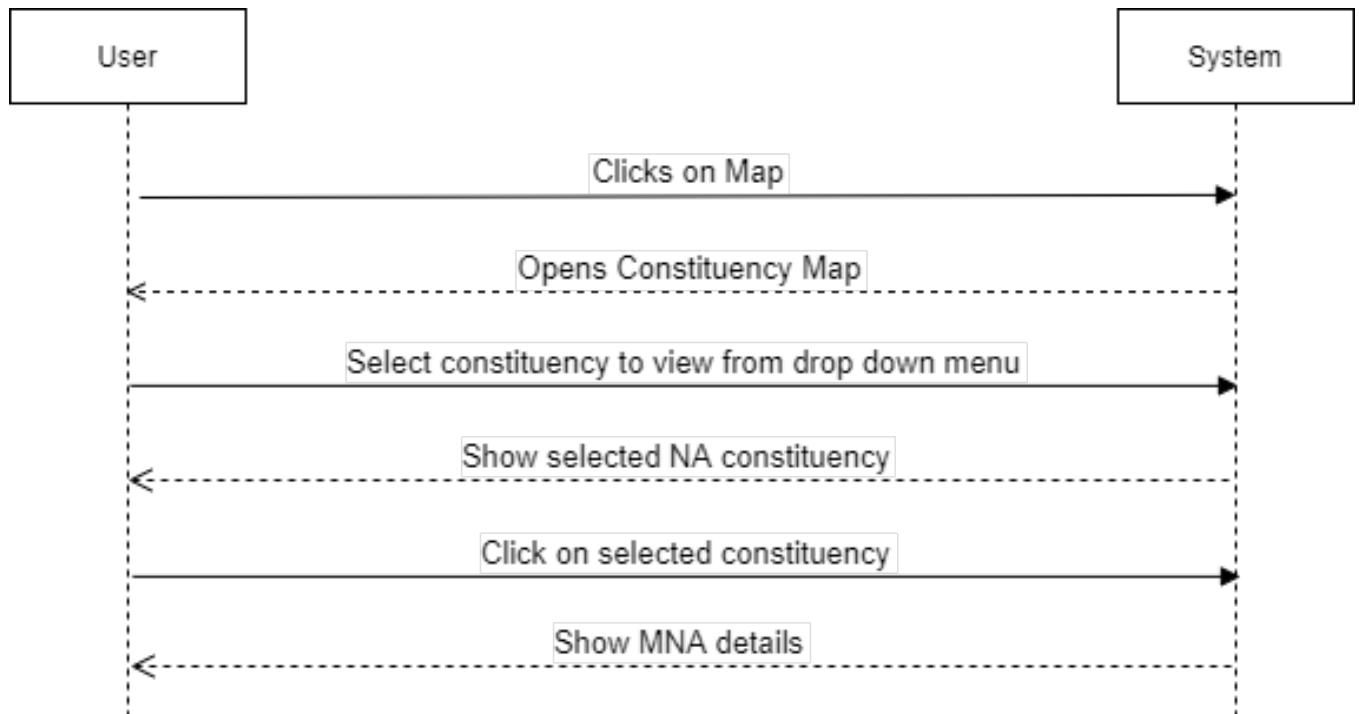 User
System
Clicks on Map
Opens Constituency Map
Select constituency to view from drop down menu
Show selected NA constituency
Click on selected constituency
Show MNA details